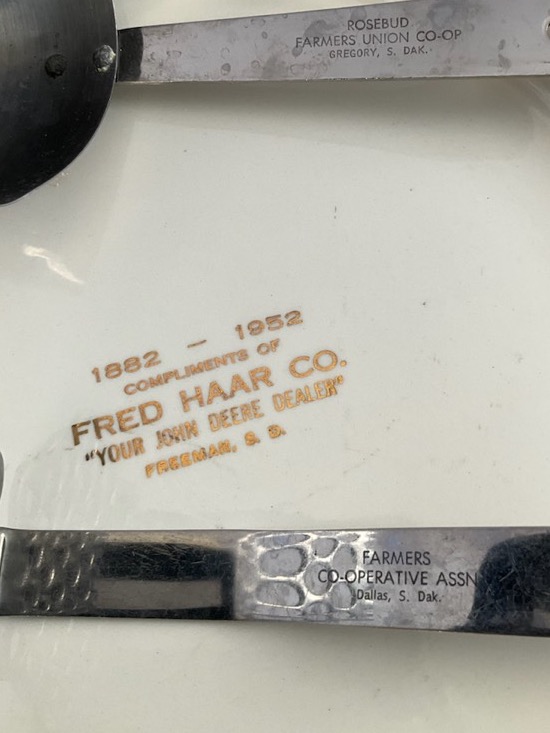 ROSEBUD
FARMERS UNION CO-OP
GREGORY, S. DAK.
1882 - 1952
COMPLIMENTS OF
FRED HAAR CO.
"YOUR JOHN DEERE DEALER"
FREEMAN, S. D.
FARMERS
CO-OPERATIVE ASSN
Dallas, S. Dak.